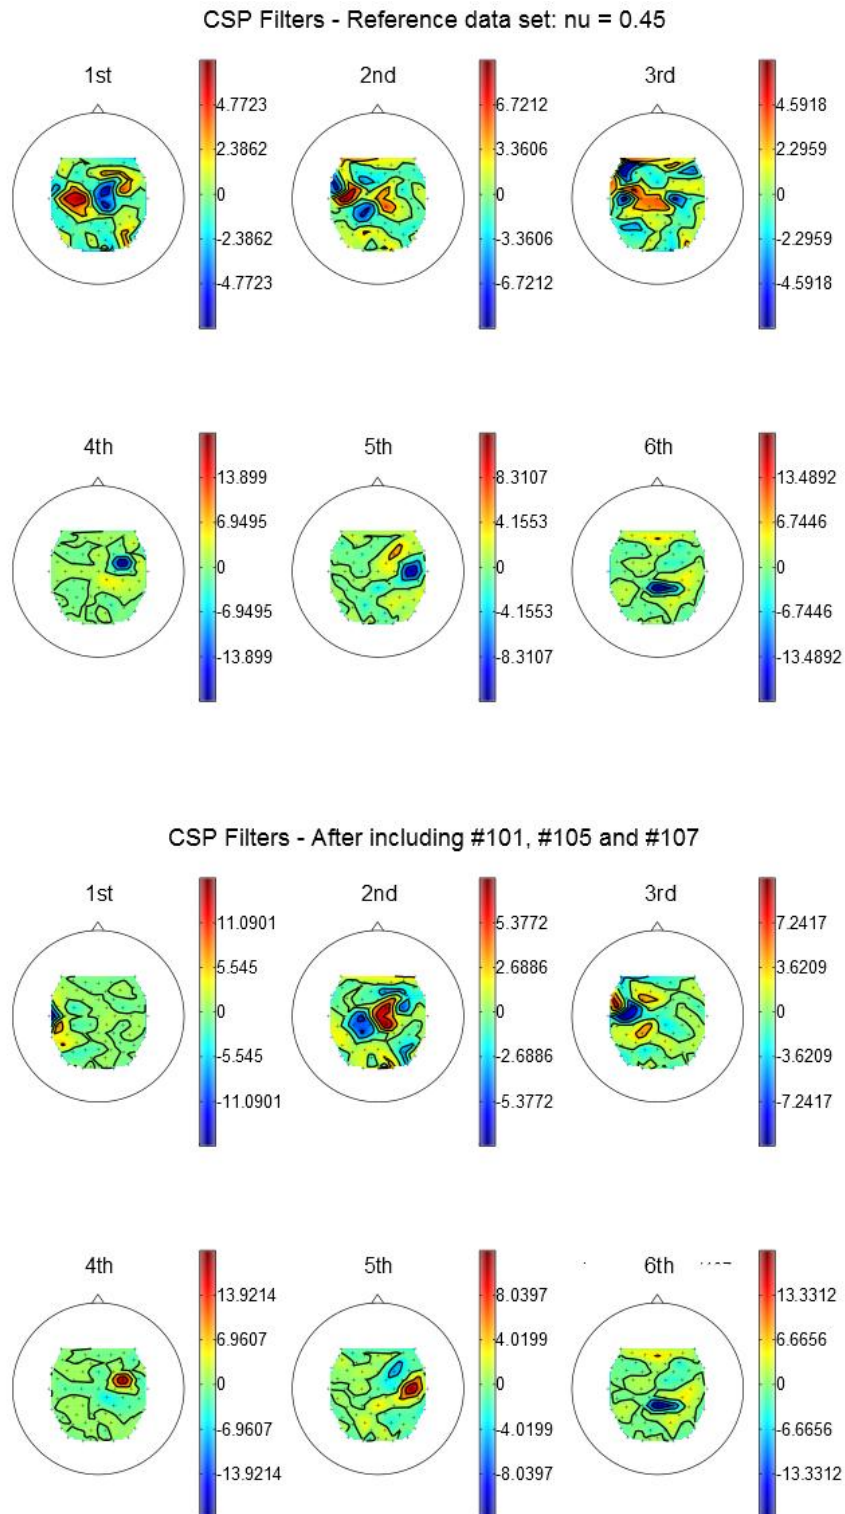 CSP Filters - Reference data set: nu = 0.45
1st 2nd 3rd
4.7723 6.7212 4.5918
2.3862 3.3606 2.2959
0 0 0
-2.3862 -3.3606 -2.2959
-4.7723 -6.7212 -4.5918
4th 5th 6th
13.899 8.3107 13.4892
6.9495 4.1553 6.7446
0 0 0
-6.9495 -4.1553 -6.7446
-13.899 -8.3107 -13.4892
CSP Filters - After including #101, #105 and #107
1st 2nd 3rd
11.0901 5.3772 7.2417
5.545 2.6886 3.6209
0 0 0
-5.545 -2.6886 -3.6209
-11.0901 -5.3772 -7.2417
4th 5th 6th
13.9214 8.0397 13.3312
6.9607 4.0199 6.6656
0 0 0
-6.9607 -4.0199 -6.6656
-13.9214 -8.0397 -13.3312